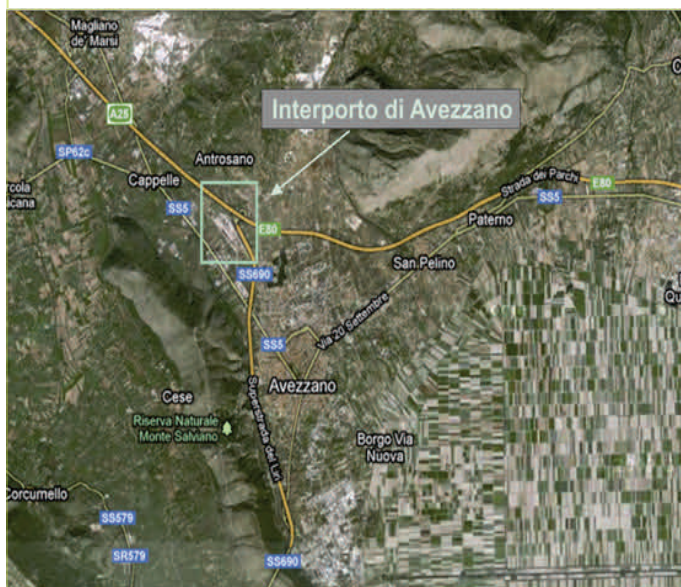 Magliano
de' Marsi
A25
Interporto di Avezzano
Antrosano
SP62c
Cappelle
Strada dei Parchi
E80
SS5
SS5
Paterno
E80
San Pelino
SS690
Via 20 Settembre
SS5
Avezzano
Cese
Superstrada del Liri
Riserva Naturale
Monte Salviano
Borgo Via
Nuova
Corcumello
SS579
SR579
SS690